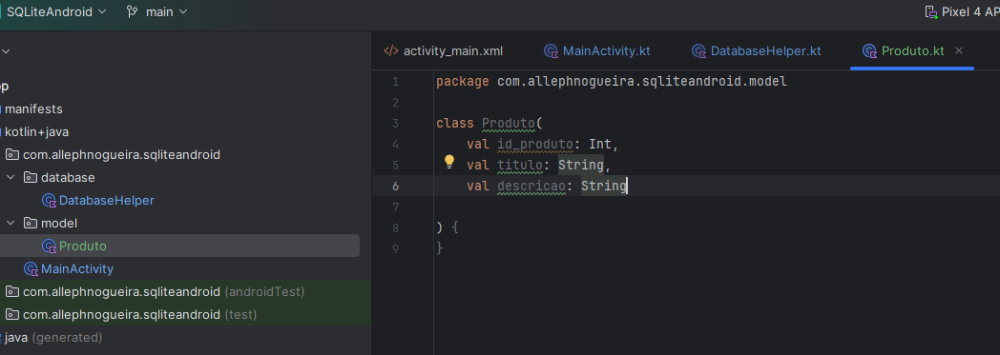 SQLiteAndroid main Pixel 4 AP
activity_main.xml MainActivity.kt DatabaseHelper.kt Produto.kt
pp
manifests
kotlin+java
com.allephnogueira.sqliteandroid
database
DatabaseHelper
model
Produto
MainActivity
com.allephnogueira.sqliteandroid (androidTest)
com.allephnogueira.sqliteandroid (test)
java (generated)
1 package com.allephnogueira.sqliteandroid.model
2
3 class Produto(
4 val id_produto: Int,
5 val titulo: String,
6 val descricao: String
7
8 ) {
9 }